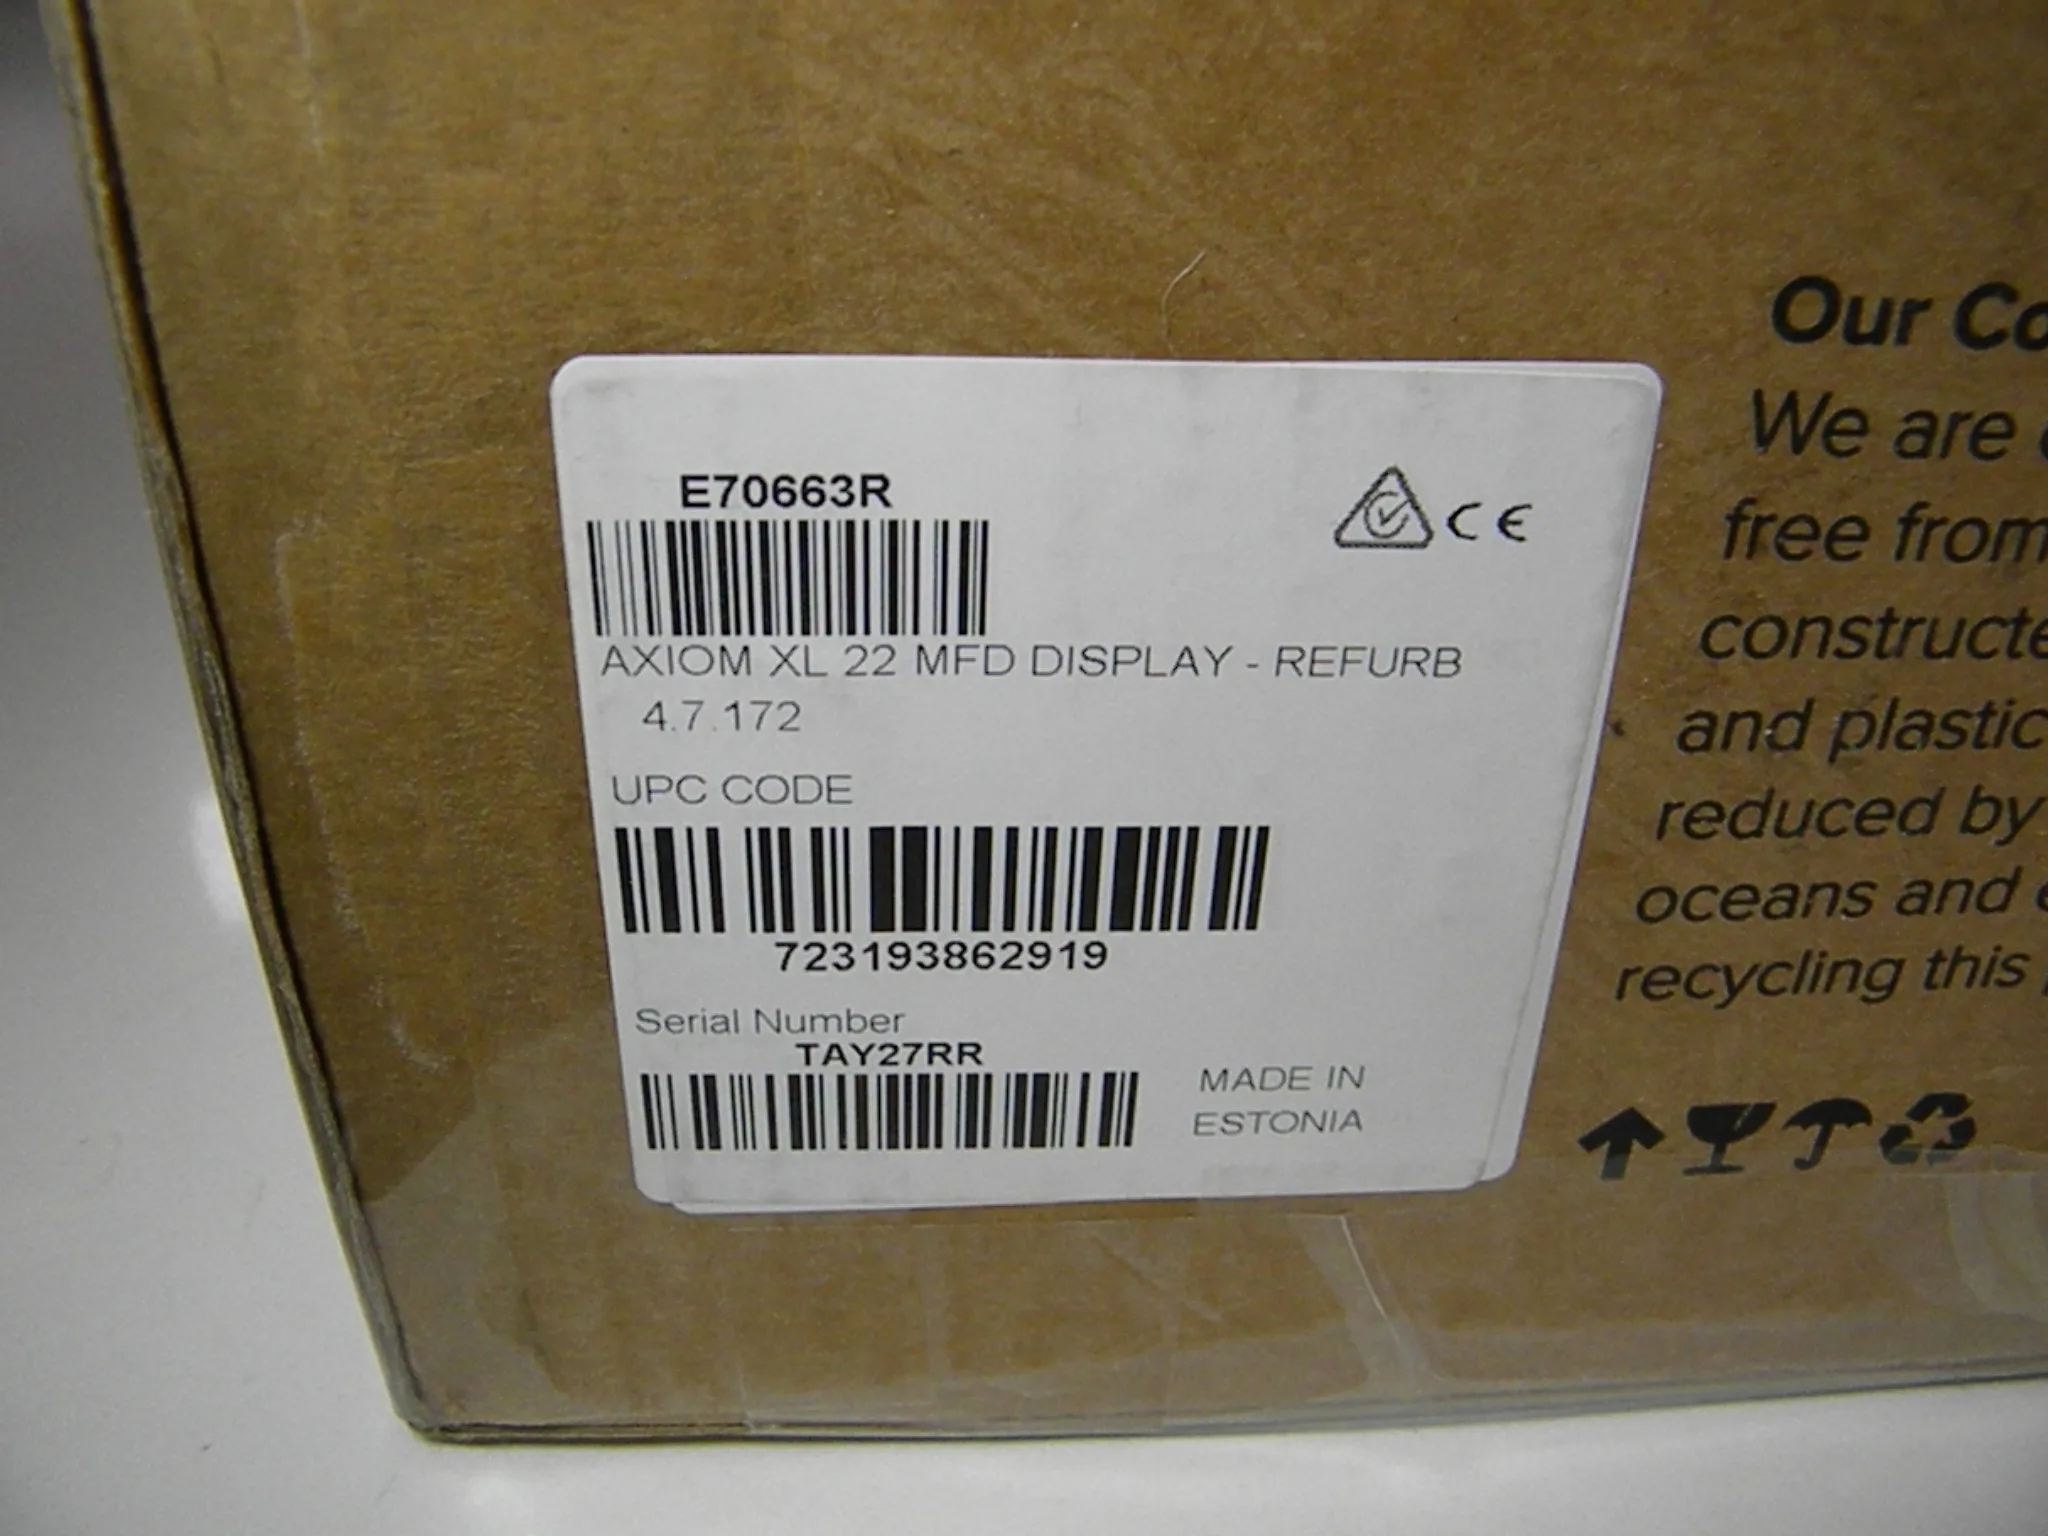 E70663R
CE
AXIOM XL 22 MFD DISPLAY - REFURB
4.7.172
UPC CODE
723193862919
Serial Number
TAY27RR
MADE IN
ESTONIA
Our Co
We are
free from
constructe
and plastic
reduced by
oceans and
recycling this